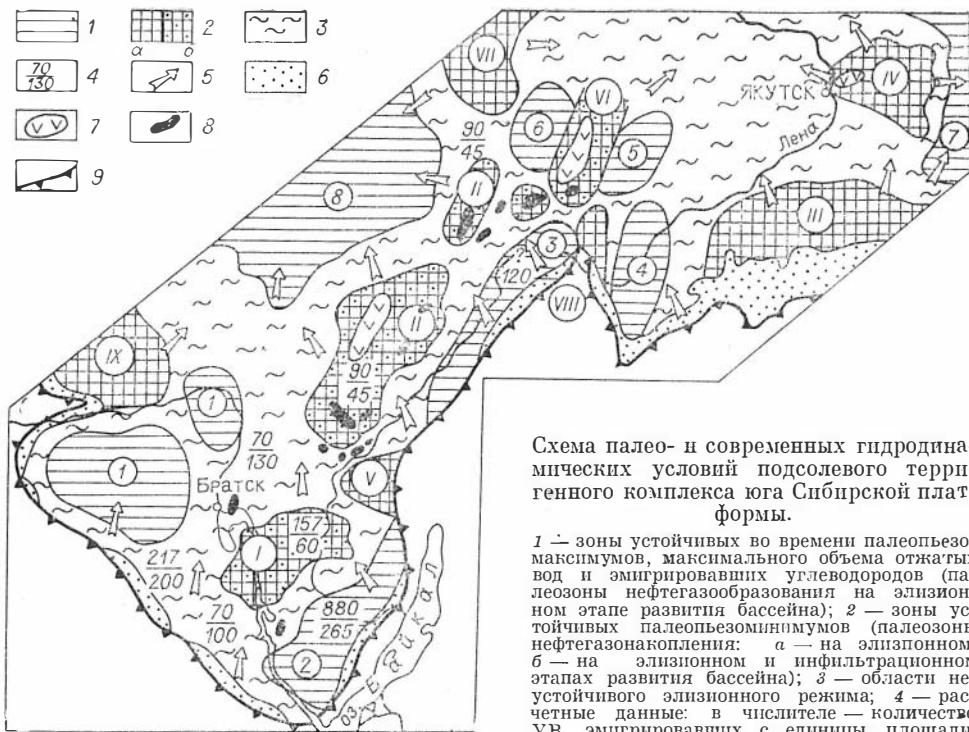 1
2
3
а
б
4
70
130
5
6
7
8
9
VII
ЯКУТСК
IV
90
45
6
VI
5
7
Лена
8
II
III
3
4
120
VIII
II
IX
90
45
1
70
130
1
Братск
V
I
157
60
217
200
70
100
880
265
2
оз. Байкал
Схема палео- и современных гидродина
мических условий подсолевого терри
генного комплекса юга Сибирской плат
формы.
1 — зоны устойчивых во времени палеопьезо
максимумов, максимального объема отжатых
вод и эмигрировавших углеводородов (па
леозоны нефтегазообразования на элизион
ном этапе развития бассейна); 2 — зоны ус
тойчивых палеопьезоминимумов (палеозоны
нефтегазонакопления: а — на элизионном
б — на элизионном и инфильтрационном
этапах развития бассейна); 3 — области не
устойчивого элизионного режима; 4 — рас
четные данные: в числителе — количество
УВ, эмигрировавших с единицы площади